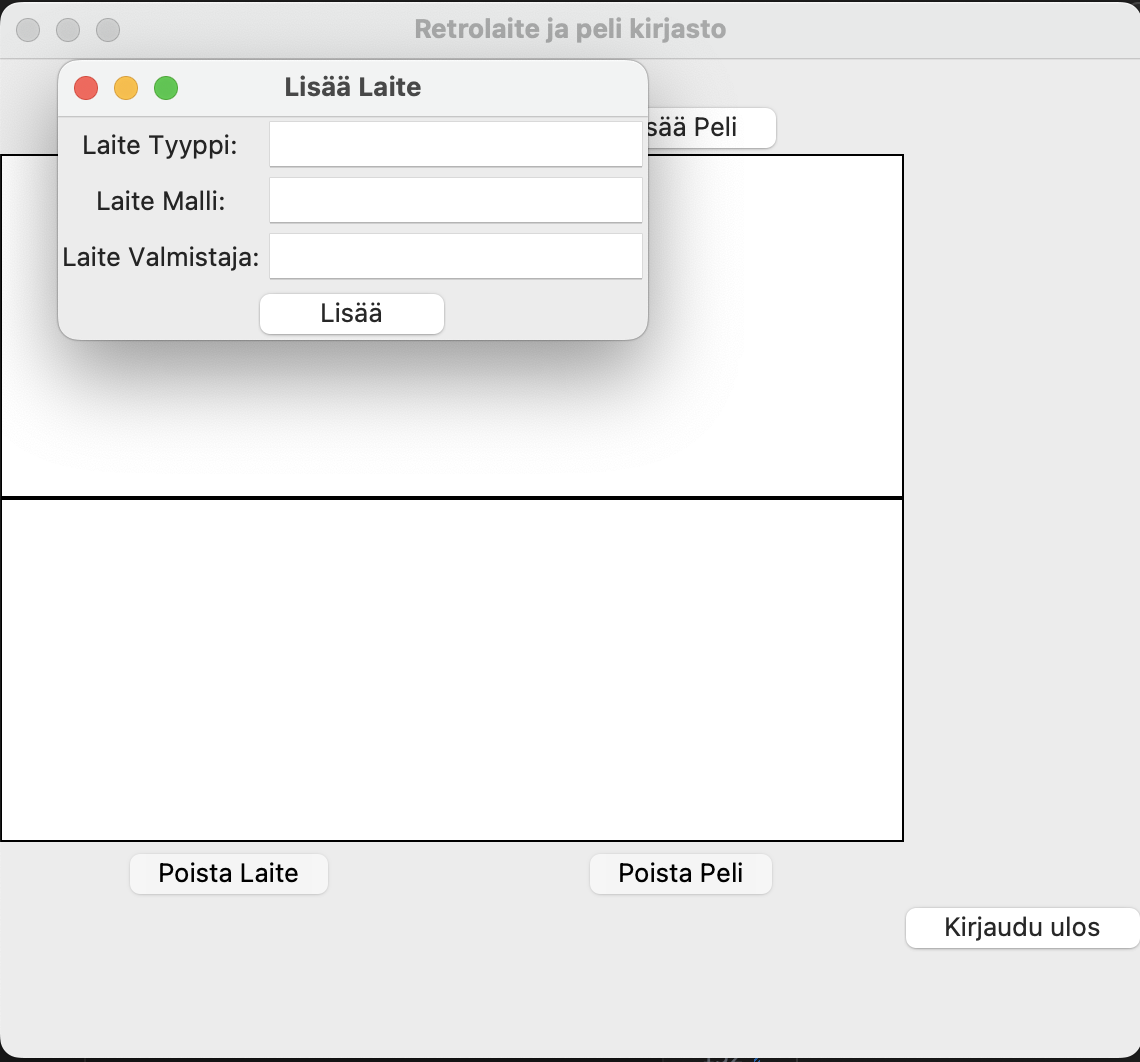 Retrolaite ja peli kirjasto
Lisää Laite
sää Peli
Laite Tyyppi:
Laite Malli:
Laite Valmistaja:
Lisää
Poista Laite
Poista Peli
Kirjaudu ulos